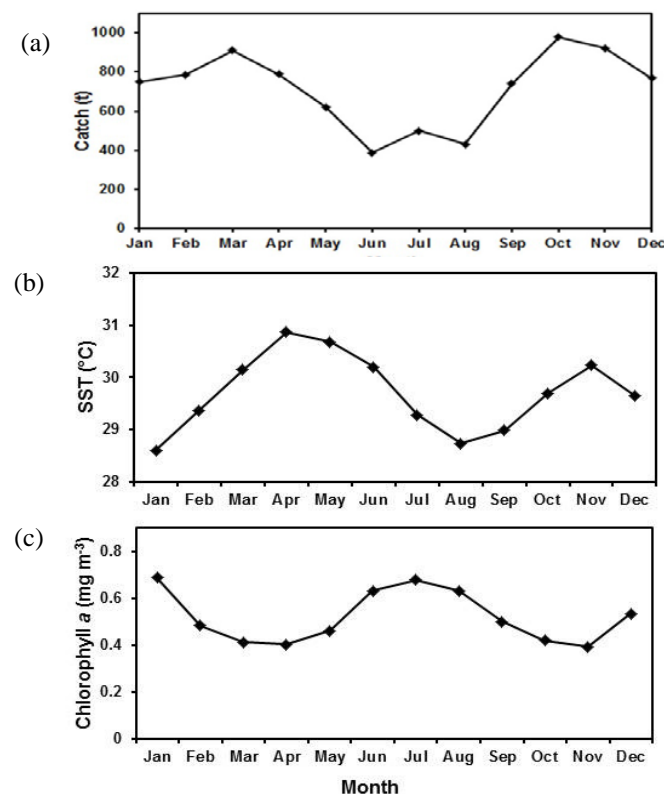 (a)
Catch (t)
1000
800
600
400
200
0
Jan Feb Mar Apr May Jun Jul Aug Sep Oct Nov Dec
(b)
SST (°C)
32
31
30
29
28
Jan Feb Mar Apr May Jun Jul Aug Sep Oct Nov Dec
(c)
Chlorophyll a (mg m-3)
0.8
0.6
0.4
0.2
0
Jan Feb Mar Apr May Jun Jul Aug Sep Oct Nov Dec
Month